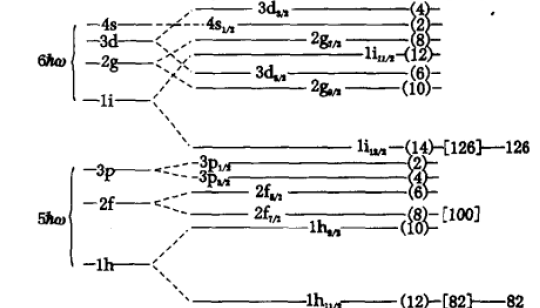 3d₃/₂ (4)
4s 4s₁/₂ (2)
3d 2g₇/₂ (8)
6ħω 2g 1i₁₁/₂ (12)
3d₅/₂ (6)
2g₉/₂ (10)
1i
1i₁₃/₂ (14) [126] 126
3p 3p₁/₂ (2)
3p₃/₂ (4)
2f 2f₅/₂ (6)
5ħω 2f₇/₂ (8) [100]
1h₉/₂ (10)
1h
1h₁₁/₂ (12) [82] 82